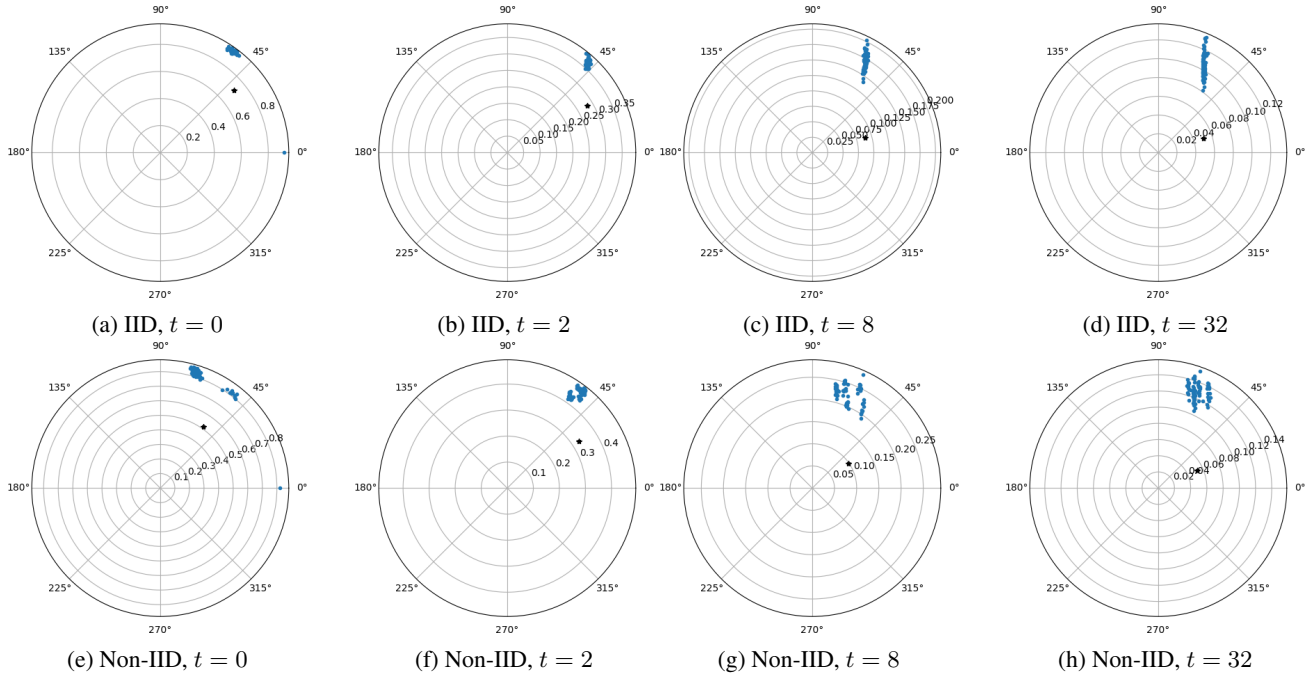 90° 90° 90° 90°
135° 45° 135° 45° 135° 45° 135° 45°
180° 0° 180° 0° 180° 0° 180° 0°
0.2 0.4 0.6 0.8
0.05 0.10 0.15 0.20 0.25 0.30 0.35
0.025 0.050 0.075 0.100 0.125 0.150 0.175 0.200
0.02 0.04 0.06 0.08 0.10 0.12
225° 315° 225° 315° 225° 315° 225° 315°
270° 270° 270° 270°
(a) IID, t = 0 (b) IID, t = 2 (c) IID, t = 8 (d) IID, t = 32
90° 90° 90° 90°
135° 45° 135° 45° 135° 45° 135° 45°
180° 0° 180° 0° 180° 0° 180° 0°
0.1 0.2 0.3 0.4 0.5 0.6 0.7 0.8
0.1 0.2 0.3 0.4
0.05 0.10 0.15 0.20 0.25
0.02 0.04 0.06 0.08 0.10 0.12 0.14
225° 315° 225° 315° 225° 315° 225° 315°
270° 270° 270° 270°
(e) Non-IID, t = 0 (f) Non-IID, t = 2 (g) Non-IID, t = 8 (h) Non-IID, t = 32